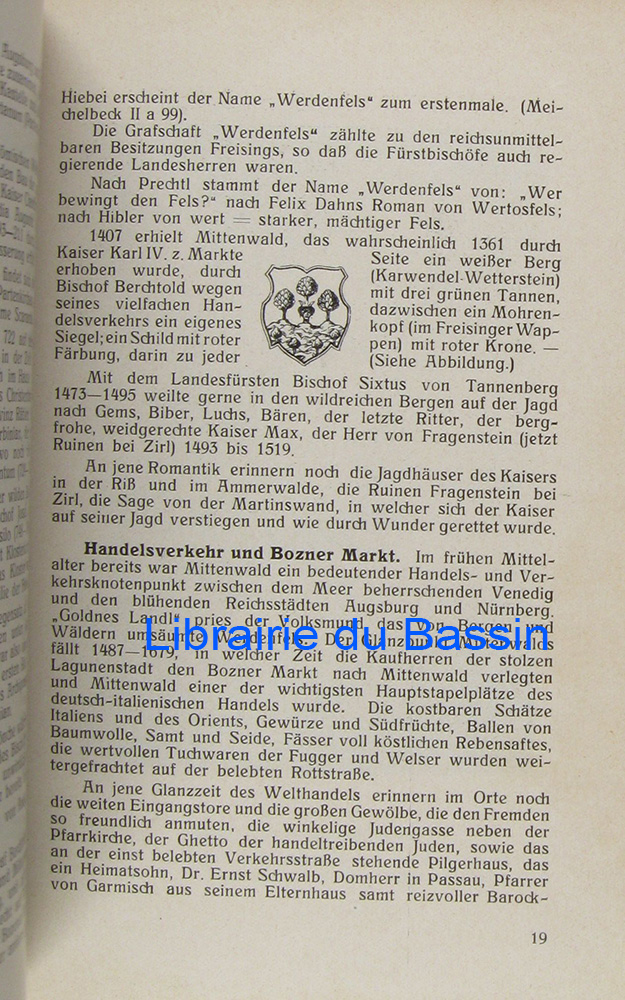 Hiebei erscheint der Name „Werdenfels“ zum erstenmale. (Mei-
chelbeck II a 99).
Die Grafschaft „Werdenfels“ zählte zu den reichsunmittel-
baren Besitzungen Freisings, so daß die Fürstbischöfe auch re-
gierende Landesherren waren.
Nach Prechtl stammt der Name „Werdenfels“ von: „Wer
bewingt den Fels?“ nach Felix Dahns Roman von Wertosfels;
nach Hibler von wert = starker, mächtiger Fels.
1407 erhielt Mittenwald, das wahrscheinlich 1361 durch
Kaiser Karl IV. z. Markte
erhoben wurde, durch
Bischof Berchtold wegen
seines vielfachen Han-
delsverkehrs ein eigenes
Siegel; ein Schild mit roter
Färbung, darin zu jeder
Seite ein weißer Berg
(Karwendel-Wetterstein)
mit drei grünen Tannen,
dazwischen ein Mohren-
kopf (im Freisinger Wap-
pen) mit roter Krone. —
(Siehe Abbildung.)
Mit dem Landesfürsten Bischof Sixtus von Tannenberg
1473—1495 weilte gerne in den wildreichen Bergen auf der Jagd
nach Gems, Biber, Luchs, Bären, der letzte Ritter, der berg-
frohe, weidgerechte Kaiser Max, der Herr von Fragenstein (jetzt
Ruinen bei Zirl) 1493 bis 1519.
An jene Romantik erinnern noch die Jagdhäuser des Kaisers
in der Riß und im Ammerwalde, die Ruinen Fragenstein bei
Zirl, die Sage von der Martinswand, in welcher sich der Kaiser
auf seiner Jagd verstiegen und wie durch Wunder gerettet wurde.
Handelsverkehr und Bozner Markt. Im frühen Mittel-
alter bereits war Mittenwald ein bedeutender Handels- und Ver-
kehrsknotenpunkt zwischen dem Meer beherrschenden Venedig
und den blühenden Reichsstädten Augsburg und Nürnberg.
„Goldnes Landl“ pries der Volksmund das von Bergen und
Wäldern umsäumte Werdenfels. Der Glanzpunkt Mittenwalds
fällt 1487—1679, in welcher Zeit die Kaufherren der stolzen
Lagunenstadt den Bozner Markt nach Mittenwald verlegten
und Mittenwald einer der wichtigsten Hauptstapelplätze des
deutsch-italienischen Handels wurde. Die kostbaren Schätze
Italiens und des Orients, Gewürze und Südfrüchte, Ballen von
Baumwolle, Samt und Seide, Fässer voll köstlichen Rebensaftes,
die wertvollen Tuchwaren der Fugger und Welser wurden wei-
tergefrachtet auf der belebten Rottstraße.
An jene Glanzzeit des Welthandels erinnern im Orte noch
die weiten Eingangstore und die großen Gewölbe, die den Fremden
so freundlich anmuten, die winkelige Judengasse neben der
Pfarrkirche, der Ghetto der handeltreibenden Juden, sowie das
an der einst belebten Verkehrsstraße stehende Pilgerhaus, das
ein Heimatsohn, Dr. Ernst Schwalb, Domherr in Passau, Pfarrer
von Garmisch aus seinem Elternhaus samt reizvoller Barock-
19
Librairie du Bassin